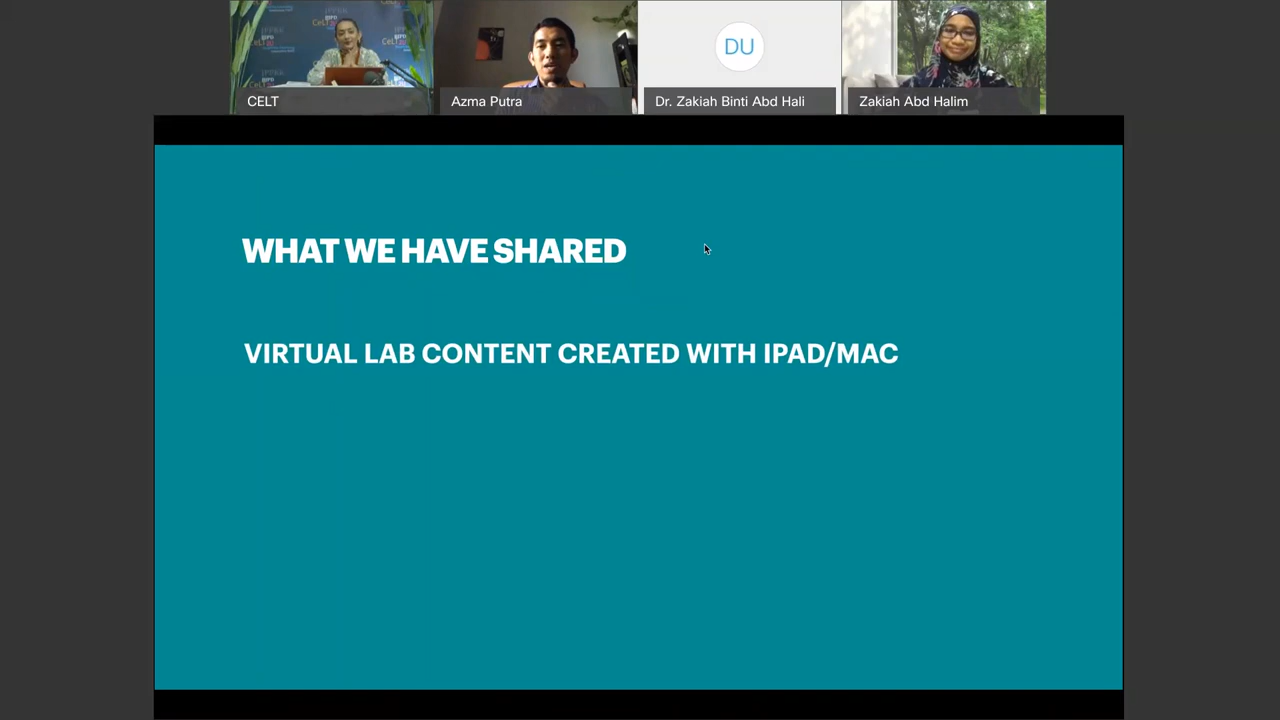 CELT
Azma Putra
DU
Dr. Zakiah Binti Abd Hali
Zakiah Abd Halim
WHAT WE HAVE SHARED
VIRTUAL LAB CONTENT CREATED WITH IPAD/MAC